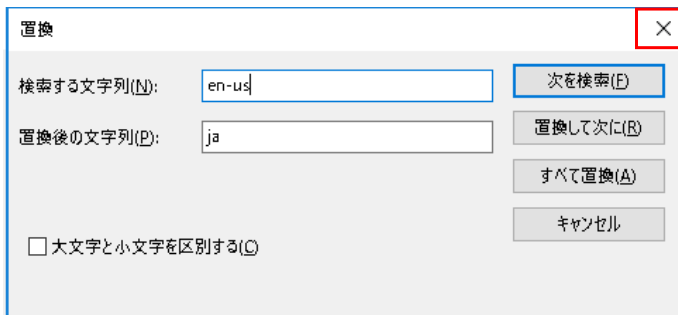 置換
検索する文字列(N): en-us 次を検索(F)
置換後の文字列(P): ja 置換して次に(R)
すべて置換(A)
キャンセル
大文字と小文字を区別する(C)